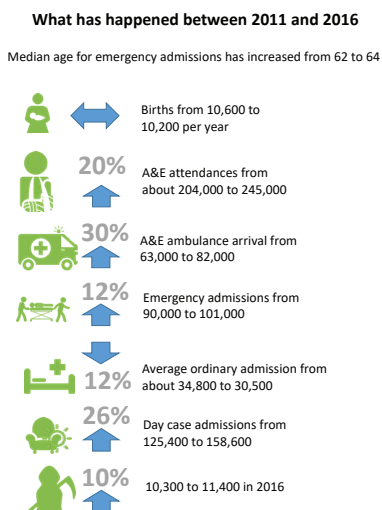 What has happened between 2011 and 2016
Median age for emergency admissions has increased from 62 to 64
Births from 10,600 to
10,200 per year
20%
A&E attendances from
about 204,000 to 245,000
30%
A&E ambulance arrival from
63,000 to 82,000
12%
Emergency admissions from
90,000 to 101,000
12%
Average ordinary admission from
about 34,800 to 30,500
26%
Day case admissions from
125,400 to 158,600
10%
10,300 to 11,400 in 2016